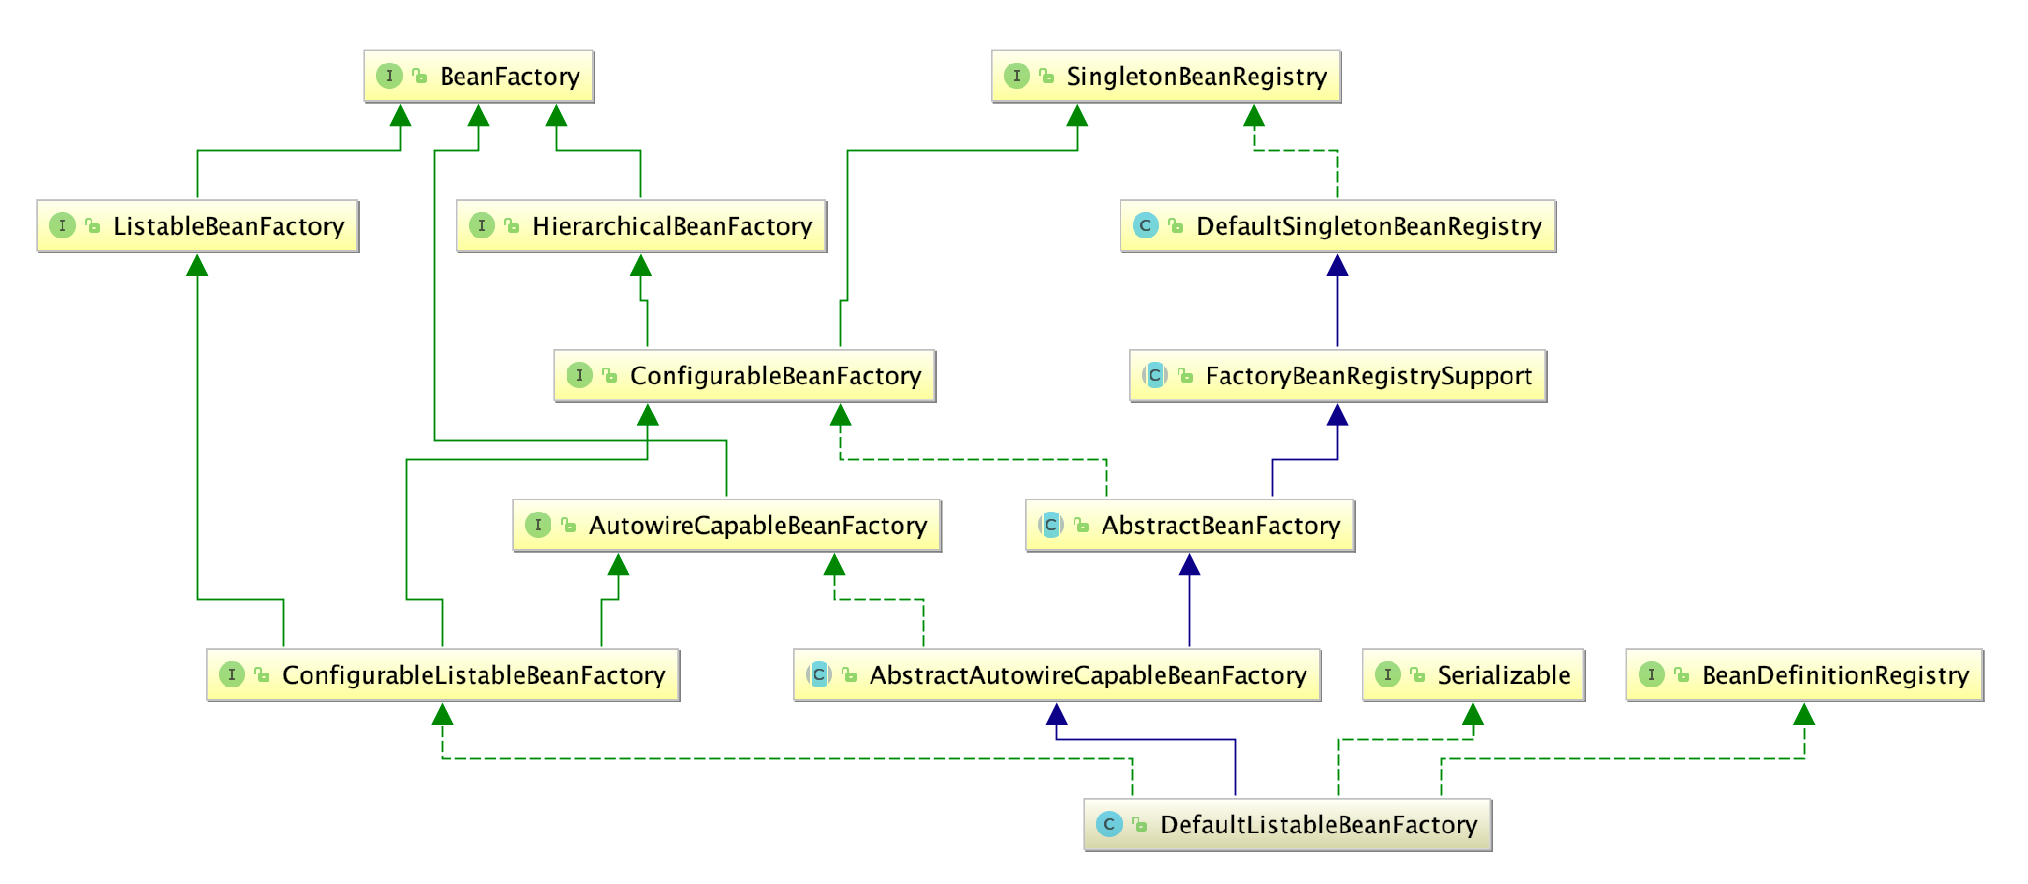 I BeanFactory
I SingletonBeanRegistry
I ListableBeanFactory
I HierarchicalBeanFactory
C DefaultSingletonBeanRegistry
I ConfigurableBeanFactory
C FactoryBeanRegistrySupport
I AutowireCapableBeanFactory
C AbstractBeanFactory
I ConfigurableListableBeanFactory
C AbstractAutowireCapableBeanFactory
I Serializable
I BeanDefinitionRegistry
C DefaultListableBeanFactory